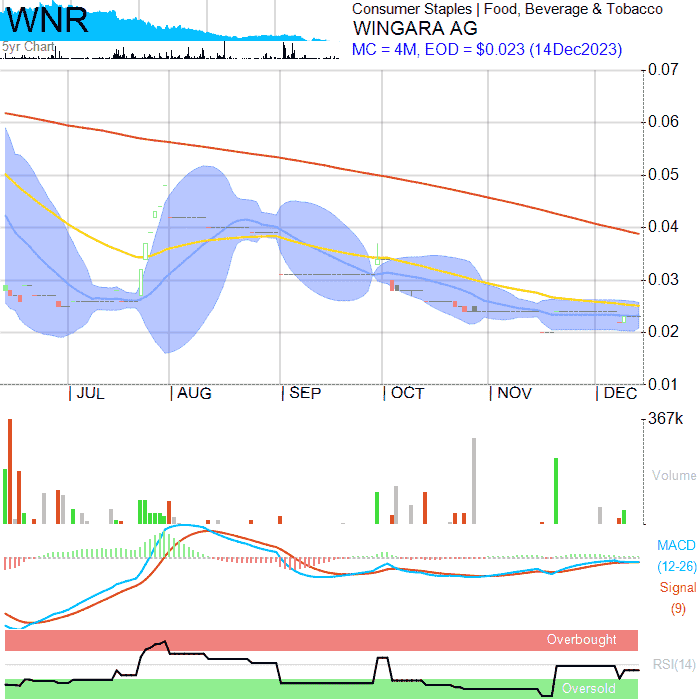 WNR
5yr Chart
Consumer Staples | Food, Beverage & Tobacco
WINGARA AG
MC = 4M, EOD = $0.023 (14Dec2023)
0.07
0.06
0.05
0.04
0.03
0.02
0.01
JUL AUG SEP OCT NOV DEC
367k
Volume
MACD
(12-26)
Signal
(9)
Overbought
RSI(14)
Oversold